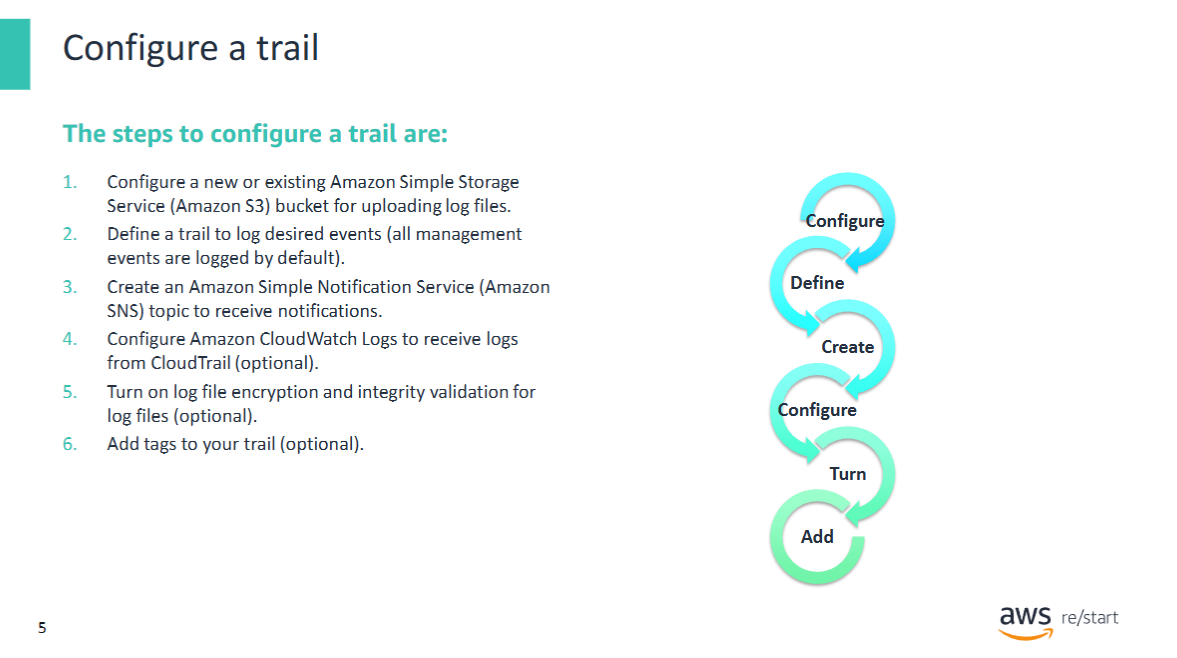 Configure a trail
The steps to configure a trail are:
1. Configure a new or existing Amazon Simple Storage
Service (Amazon S3) bucket for uploading log files.
2. Define a trail to log desired events (all management
events are logged by default).
3. Create an Amazon Simple Notification Service (Amazon
SNS) topic to receive notifications.
4. Configure Amazon CloudWatch Logs to receive logs
from CloudTrail (optional).
5. Turn on log file encryption and integrity validation for
log files (optional).
6. Add tags to your trail (optional).
Configure
Define
Create
Configure
Turn
Add
5
aws re/start